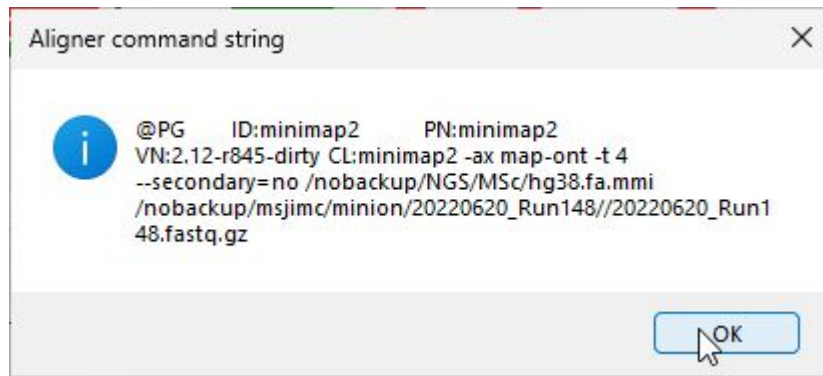 Aligner command string
@PG ID:minimap2 PN:minimap2
VN:2.12-r845-dirty CL:minimap2 -ax map-ont -t 4
--secondary=no /nobackup/NGS/MSc/hg38.fa.mmi
/nobackup/msjimc/minion/20220620_Run148//20220620_Run1
48.fastq.gz
OK